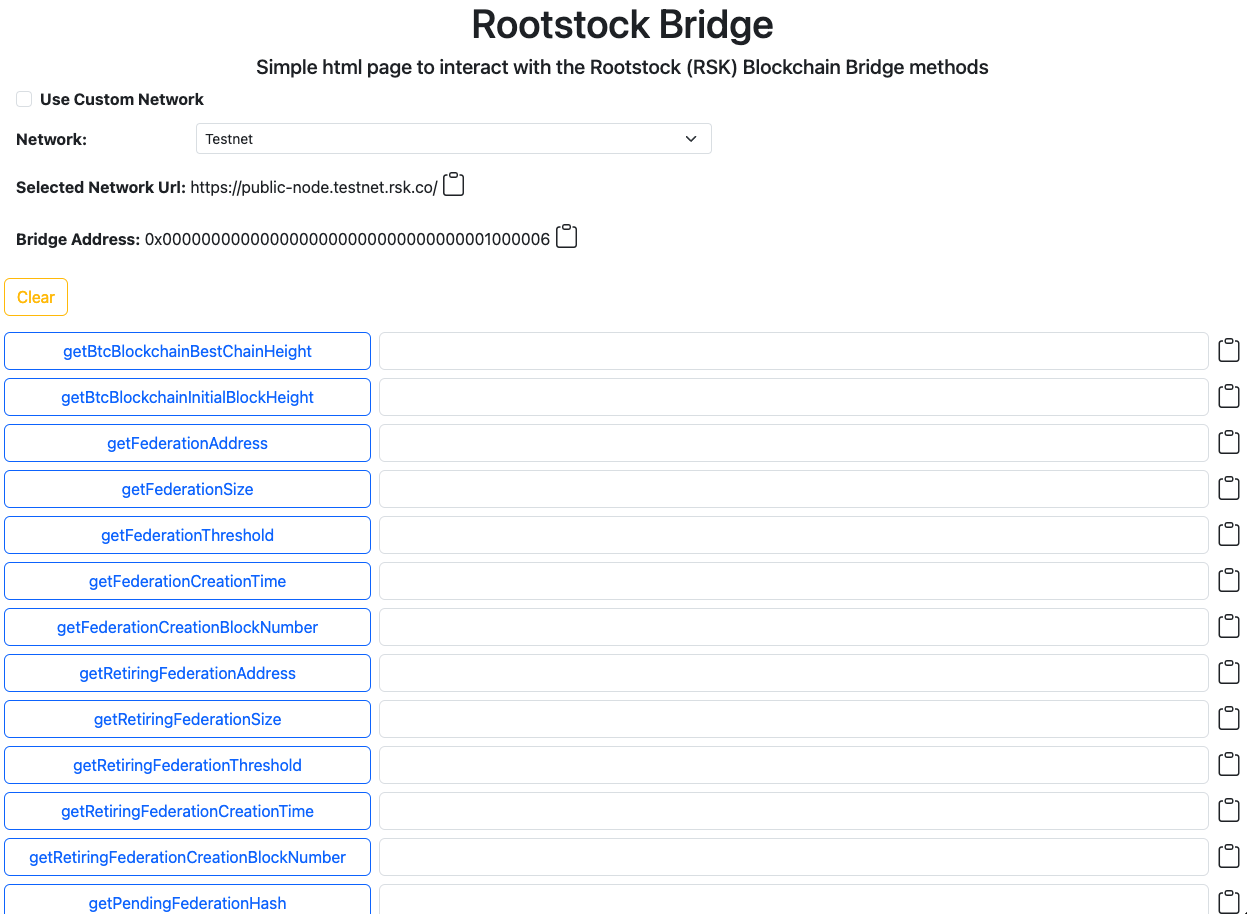 Rootstock Bridge
Simple html page to interact with the Rootstock (RSK) Blockchain Bridge methods
Use Custom Network
Network: Testnet
Selected Network Url: https://public-node.testnet.rsk.co/
Bridge Address: 0x0000000000000000000000000000000001000006
Clear
getBtcBlockchainBestChainHeight
getBtcBlockchainInitialBlockHeight
getFederationAddress
getFederationSize
getFederationThreshold
getFederationCreationTime
getFederationCreationBlockNumber
getRetiringFederationAddress
getRetiringFederationSize
getRetiringFederationThreshold
getRetiringFederationCreationTime
getRetiringFederationCreationBlockNumber
getPendingFederationHash